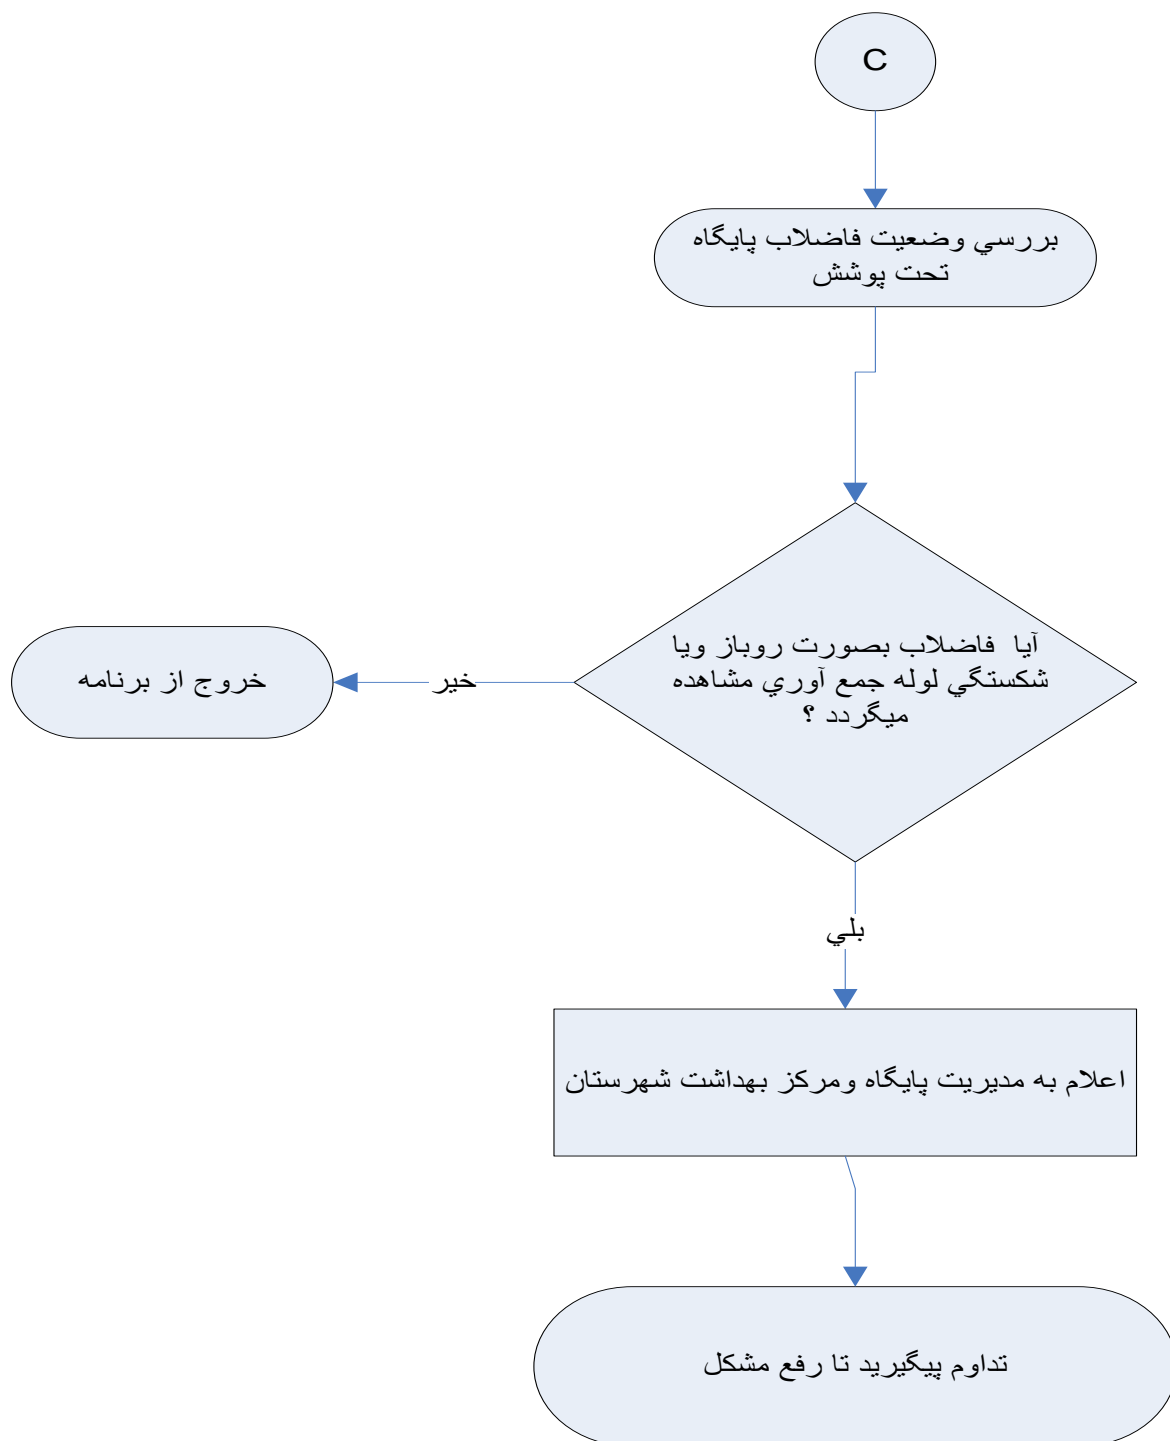 C
بررسي وضعيت فاضلاب پايگاه
تحت پوشش
آيا فاضلاب بصورت روباز ويا
شكستگي لوله جمع آوري مشاهده
ميگردد ؟
خير
خروج از برنامه
بلي
اعلام به مديريت پايگاه ومركز بهداشت شهرستان
تداوم پيگيريد تا رفع مشكل